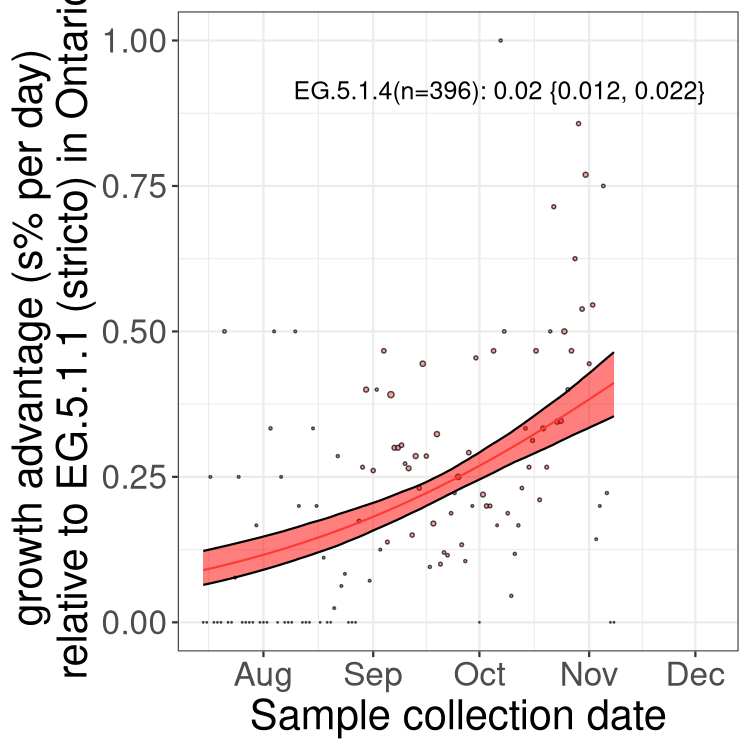 growth advantage (s% per day)
relative to EG.5.1.1 (stricto) in Ontario
1.00
0.75
0.50
0.25
0.00
EG.5.1.4(n=396): 0.02 {0.012, 0.022}
Aug Sep Oct Nov Dec
Sample collection date